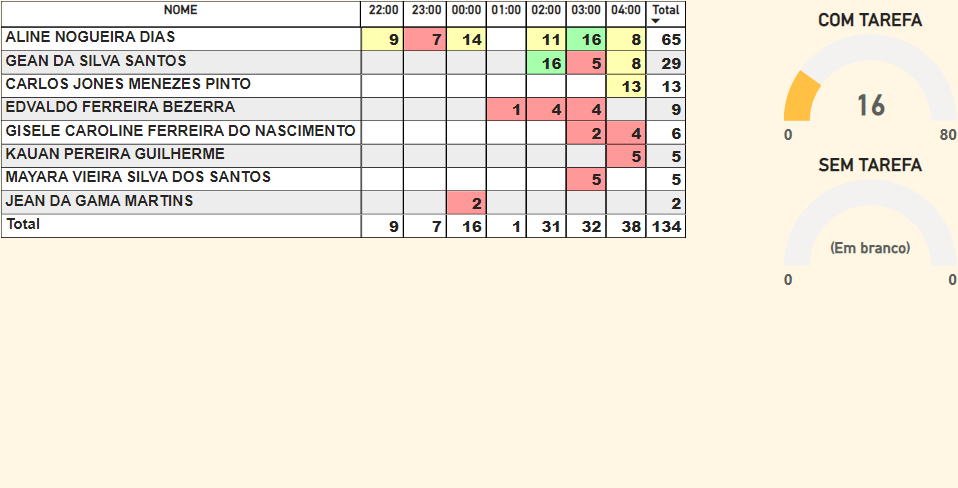 NOME 22:00 23:00 00:00 01:00 02:00 03:00 04:00 Total
ALINE NOGUEIRA DIAS 9 7 14 11 16 8 65
GEAN DA SILVA SANTOS 16 5 8 29
CARLOS JONES MENEZES PINTO 13 13
EDVALDO FERREIRA BEZERRA 1 4 4 9
GISELE CAROLINE FERREIRA DO NASCIMENTO 2 4 6
KAUAN PEREIRA GUILHERME 5 5
MAYARA VIEIRA SILVA DOS SANTOS 5 5
JEAN DA GAMA MARTINS 2 2
Total 9 7 16 1 31 32 38 134
COM TAREFA
16
0 80
SEM TAREFA
(Em branco)
0 0